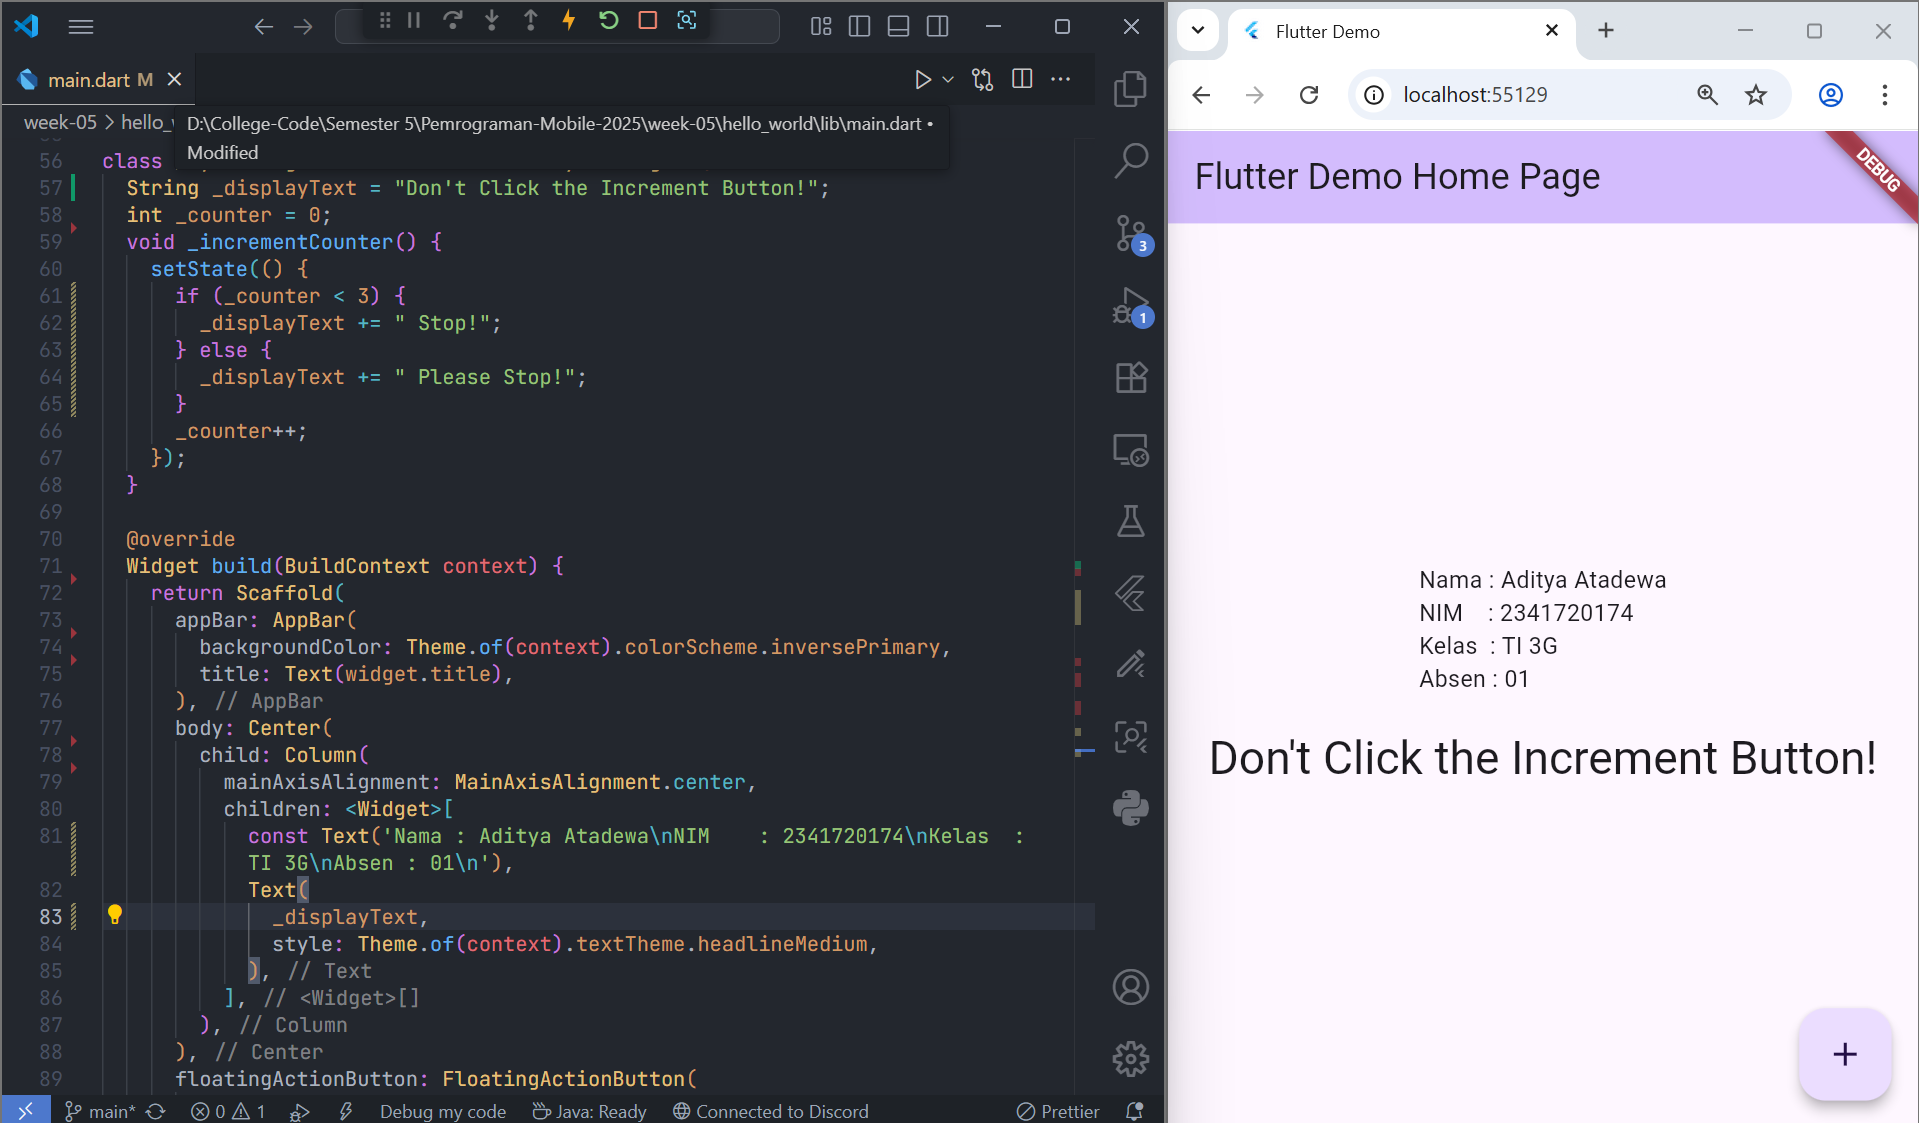 main.dart M
week-05 > hello_
D:\College-Code\Semester 5\Pemrograman-Mobile-2025\week-05\hello_world\lib\main.dart •
Modified
56 class
57 String _displayText = "Don't Click the Increment Button!";
58 int _counter = 0;
59 void _incrementCounter() {
60 setState(() {
61 if (_counter < 3) {
62 _displayText += " Stop!";
63 } else {
64 _displayText += " Please Stop!";
65 }
66 _counter++;
67 });
68 }
69
70 @override
71 Widget build(BuildContext context) {
72 return Scaffold(
73 appBar: AppBar(
74 backgroundColor: Theme.of(context).colorScheme.inversePrimary,
75 title: Text(widget.title),
76 ), // AppBar
77 body: Center(
78 child: Column(
79 mainAxisAlignment: MainAxisAlignment.center,
80 children: <Widget>[
81 const Text('Nama : Aditya Atadewa\nNIM    : 2341720174\nKelas  :
TI 3G\nAbsen : 01\n'),
82 Text(
83 _displayText,
84 style: Theme.of(context).textTheme.headlineMedium,
85 ), // Text
86 ], // <Widget>[]
87 ), // Column
88 ), // Center
89 floatingActionButton: FloatingActionButton(
3
1
main* 0 1 Debug my code Java: Ready Connected to Discord Prettier
Flutter Demo
localhost:55129
Flutter Demo Home Page
DEBUG
Nama : Aditya Atadewa
NIM    : 2341720174
Kelas  : TI 3G
Absen : 01
Don't Click the Increment Button!
+